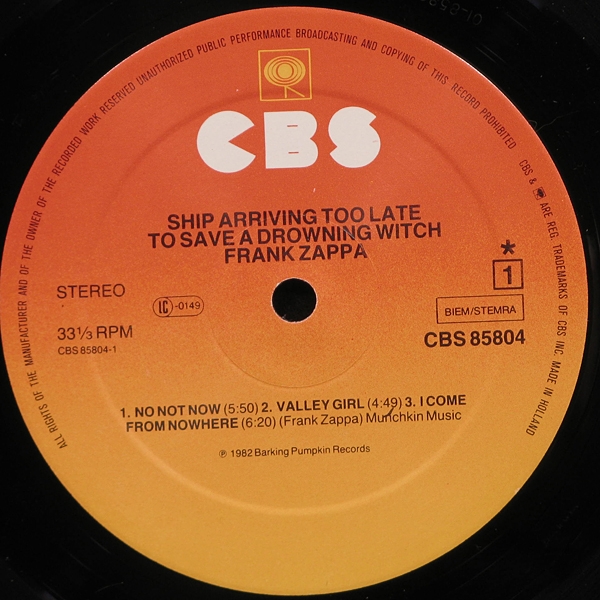 ALL RIGHTS OF THE MANUFACTURER AND OF THE OWNER OF THE RECORDED WORK RESERVED UNAUTHORIZED PUBLIC PERFORMANCE BROADCASTING AND COPYING OF THIS RECORD PROHIBITED CBS & ARE REG. TRADEMARKS OF CBS INC. MADE IN HOLLAND
CBS
SHIP ARRIVING TOO LATE
TO SAVE A DROWNING WITCH
FRANK ZAPPA
*
STEREO
LC -0149
1
BIEM/STEMRA
33 1/3 RPM
CBS 85804
CBS 85804-1
1. NO NOT NOW (5:50) 2. VALLEY GIRL (4:49) 3. I COME
FROM NOWHERE (6:20) (Frank Zappa) Munchkin Music
℗ 1982 Barking Pumpkin Records